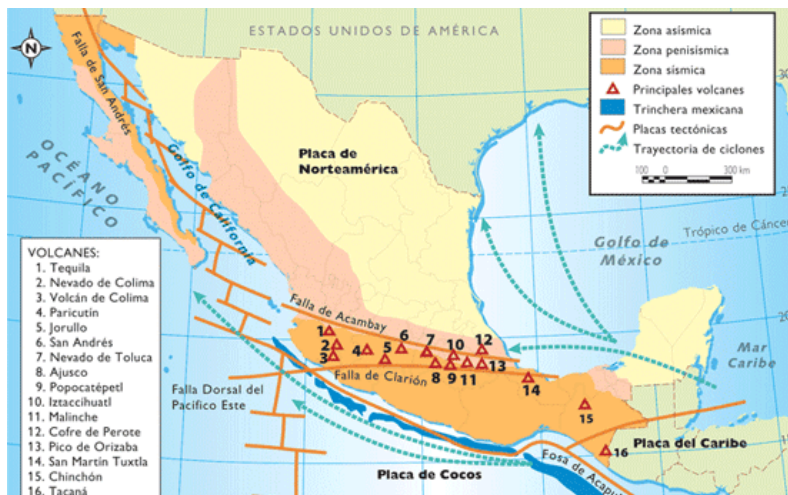 ESTADOS UNIDOS DE AMÉRICA
N
Zona asísmica
Zona penisísmica
Zona sísmica
Principales volcanes
Trinchera mexicana
Placas tectónicas
Trayectoria de ciclones
100 0 300 km
Falla de San Andrés
OCÉANO
PACÍFICO
Golfo de California
Placa de
Norteamérica
Trópico de Cánce
Golfo de
México
Mar
Caribe
VOLCANES:
1. Tequila
2. Nevado de Colima
3. Volcán de Colima
4. Paricutín
5. Jorullo
6. San Andrés
7. Nevado de Toluca
8. Ajusco
9. Popocatépetl
10. Iztaccihuatl
11. Malinche
12. Cofre de Perote
13. Pico de Orizaba
14. San Martín Tuxtla
15. Chinchón
16. Tacaná
Falla de Acambay
1
2
3
4
5
6
7
8
9
10
11
12
13
14
15
16
Falla de Clarión
Falla Dorsal del
Pacífico Este
Placa del Caribe
Placa de Cocos
Fosa de Acapu